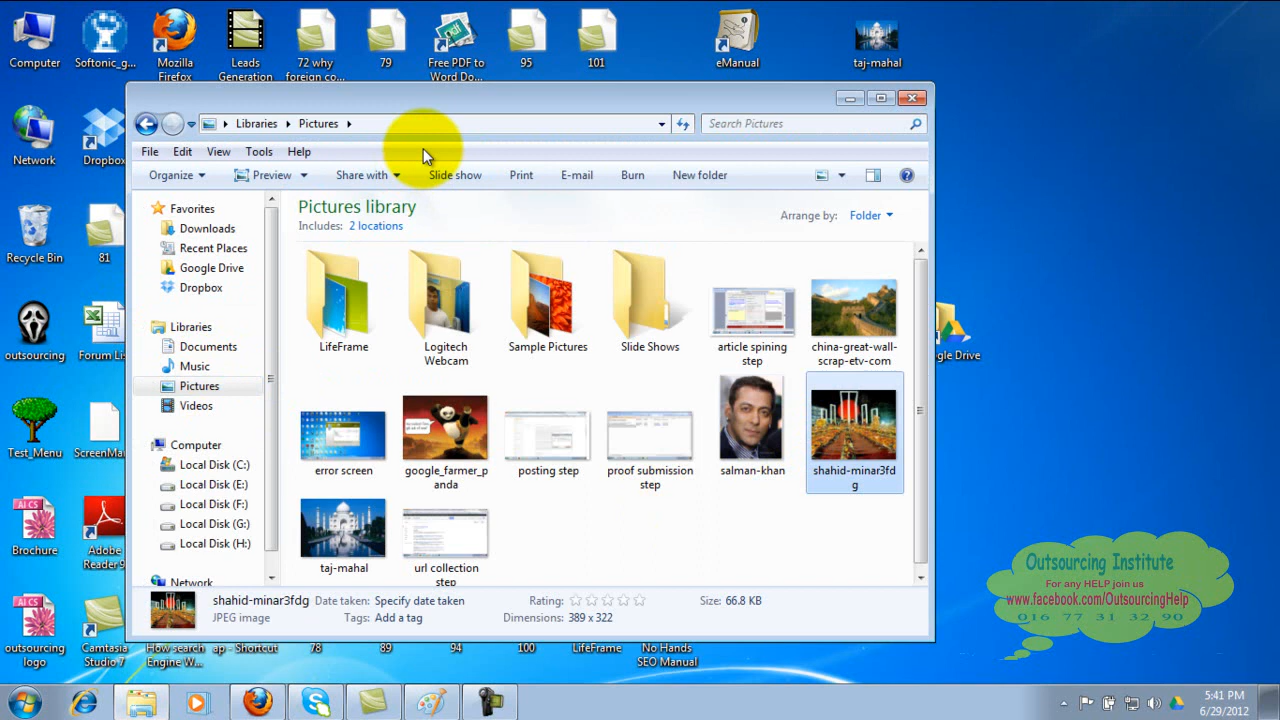 Computer
Softonic_g...
Mozilla
Firefox
Leads
Generation
72 why
foreign co...
79
Free PDF to
Word Do...
95
101
eManual
taj-mahal
Network
Dropbox
Recycle Bin
81
outsourcing
Forum Lis
Test_Menu
ScreenMa
Brochure
Adobe
Reader 9
outsourcing
logo
Camtasia
Studio 7
How search
Engine W...
ap - Shortcut
78
89
94
100
LifeFrame
No Hands
SEO Manual
gle Drive
Libraries
Pictures
Search Pictures
File Edit View Tools Help
Organize Preview Share with Slide show Print E-mail Burn New folder
Favorites
Downloads
Recent Places
Google Drive
Dropbox
Libraries
Documents
Music
Pictures
Videos
Computer
Local Disk (C:)
Local Disk (E:)
Local Disk (F:)
Local Disk (G:)
Local Disk (H:)
Network
Pictures library
Includes: 2 locations
Arrange by: Folder
LifeFrame
Logitech
Webcam
Sample Pictures
Slide Shows
article spining
step
china-great-wall-
scrap-etv-com
error screen
google_farmer_p
anda
posting step
proof submission
step
salman-khan
shahid-minar3fd
g
taj-mahal
url collection
step
shahid-minar3fdg Date taken: Specify date taken Rating: Size: 66.8 KB
JPEG image Tags: Add a tag Dimensions: 389 x 322
Outsourcing Institute
For any HELP join us
www.facebook.com/OutsourcingHelp
016 77 31 32 90
5:41 PM
6/29/2012